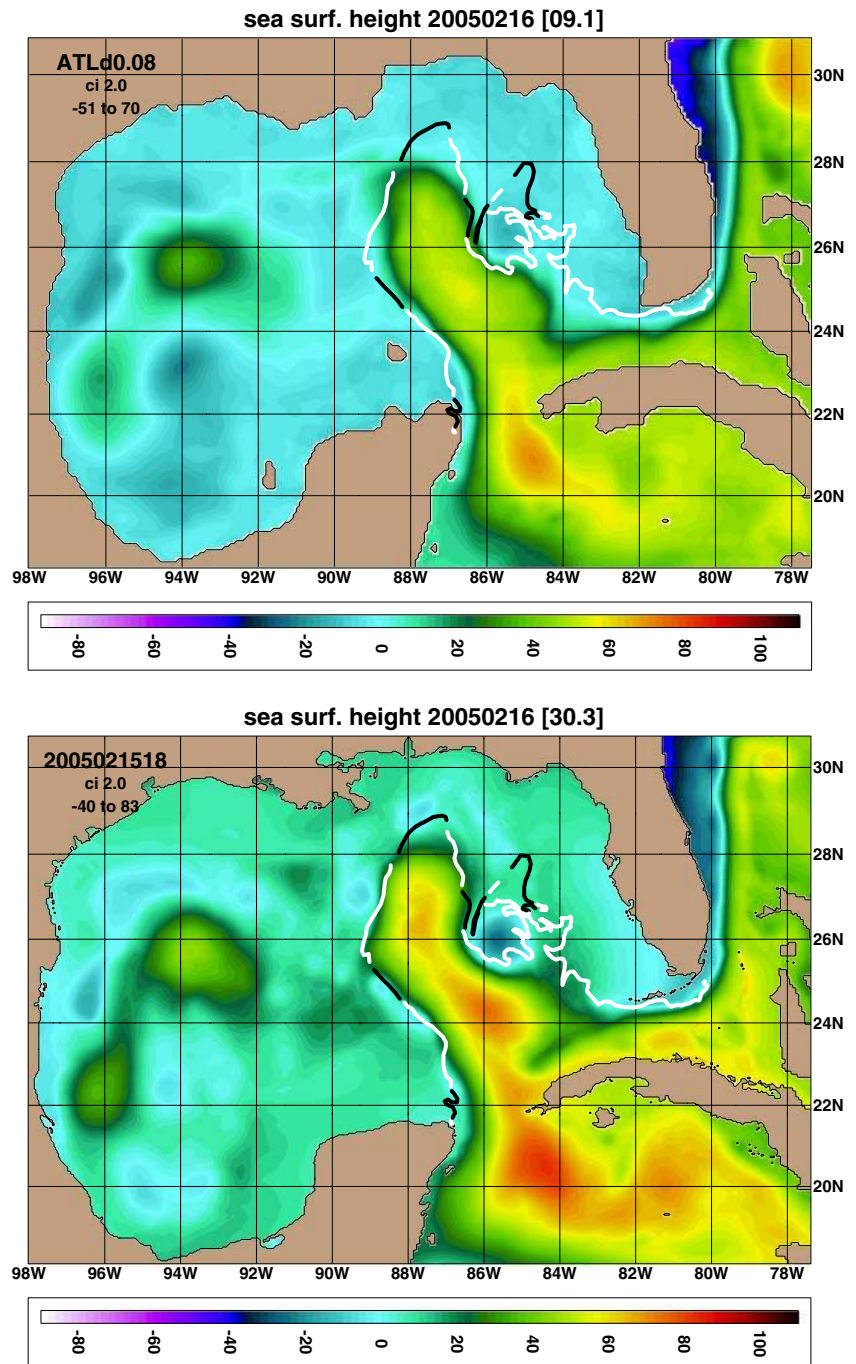 sea surf. height 20050216 [09.1]
ATLd0.08
ci 2.0
-51 to 70
30N
28N
26N
24N
22N
20N
98W 96W 94W 92W 90W 88W 86W 84W 82W 80W 78W
-80 -60 -40 -20 0 20 40 60 80 100
sea surf. height 20050216 [30.3]
2005021518
ci 2.0
-40 to 83
30N
28N
26N
24N
22N
20N
98W 96W 94W 92W 90W 88W 86W 84W 82W 80W 78W
-80 -60 -40 -20 0 20 40 60 80 100